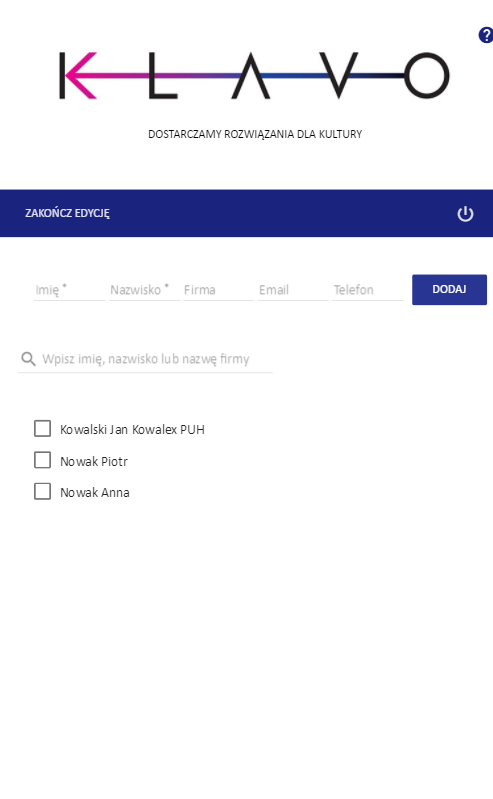 KLAVO
DOSTARCZAMY ROZWIĄZANIA DLA KULTURY
ZAKOŃCZ EDYCJĘ
Imię * Nazwisko * Firma Email Telefon DODAJ
Wpisz imię, nazwisko lub nazwę firmy
Kowalski Jan Kowalex PUH
Nowak Piotr
Nowak Anna